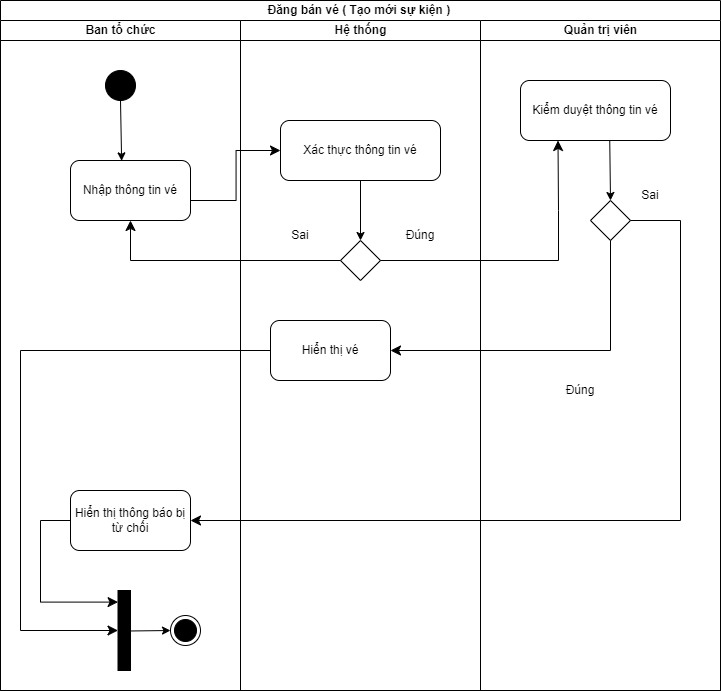 Đăng bán vé ( Tạo mới sự kiện )
Ban tổ chức
Hệ thống
Quản trị viên
Kiểm duyệt thông tin vé
Xác thực thông tin vé
Nhập thông tin vé
Sai
Sai
Đúng
Hiển thị vé
Đúng
Hiển thị thông báo bị
từ chối